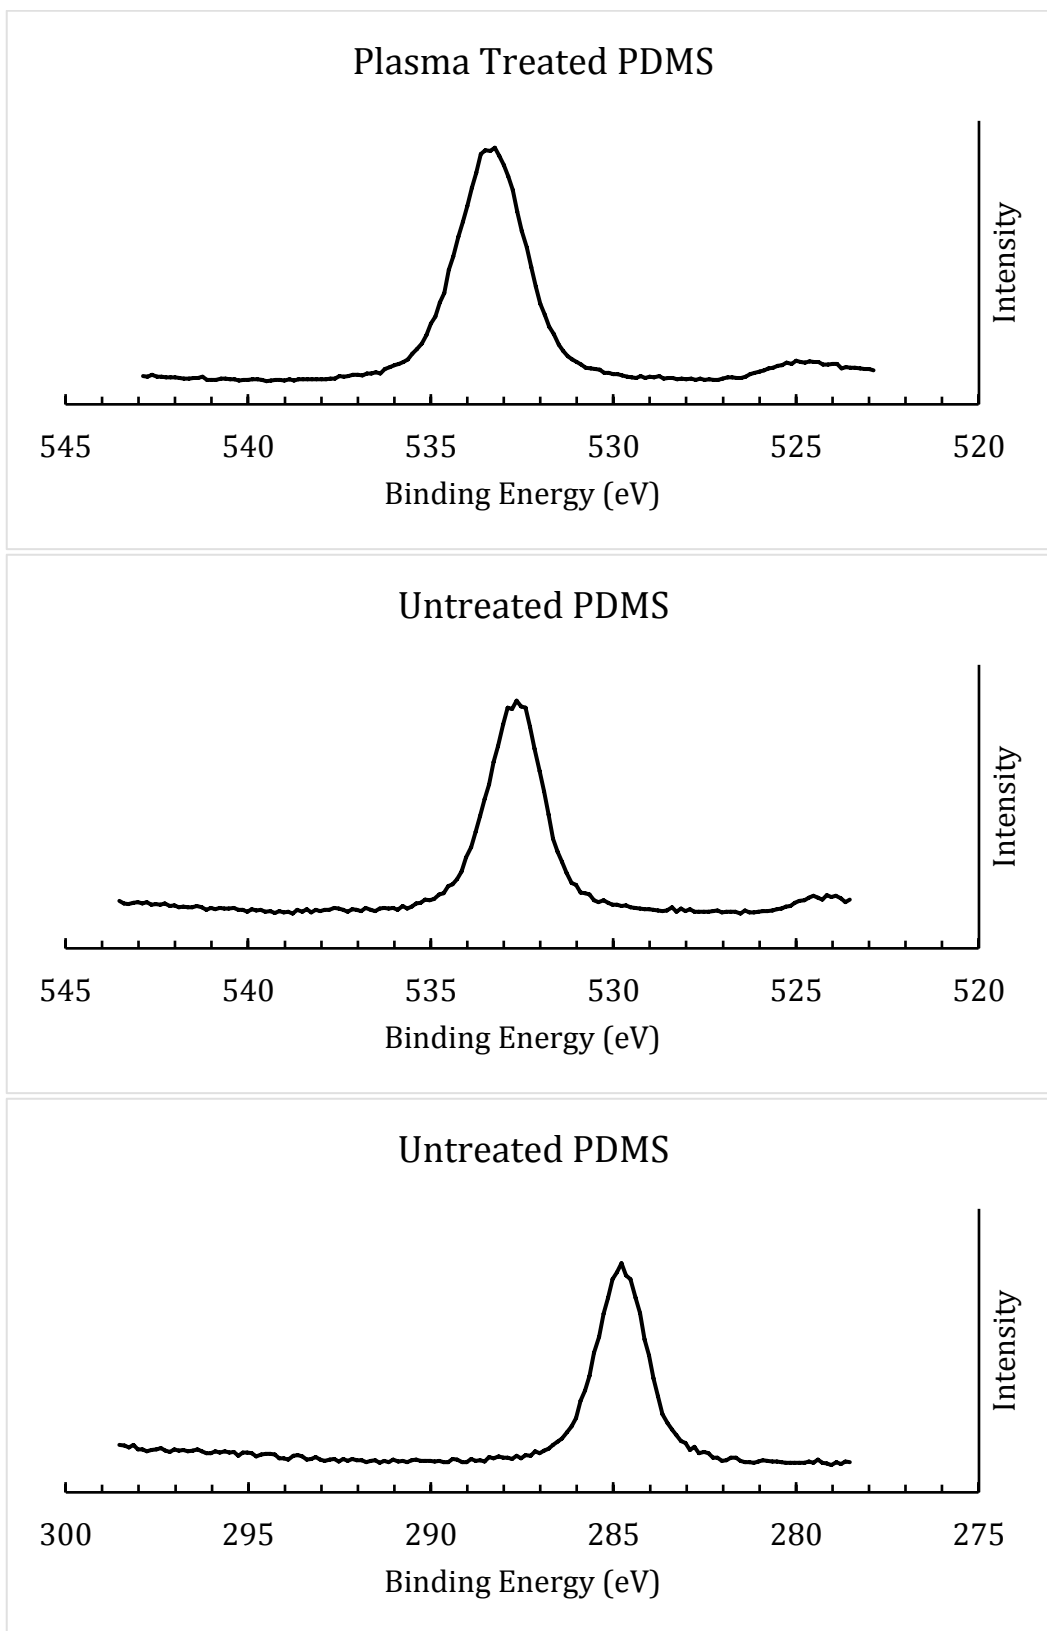 Plasma Treated PDMS
Intensity
545 540 535 530 525 520
Binding Energy (eV)
Untreated PDMS
Intensity
545 540 535 530 525 520
Binding Energy (eV)
Untreated PDMS
Intensity
300 295 290 285 280 275
Binding Energy (eV)